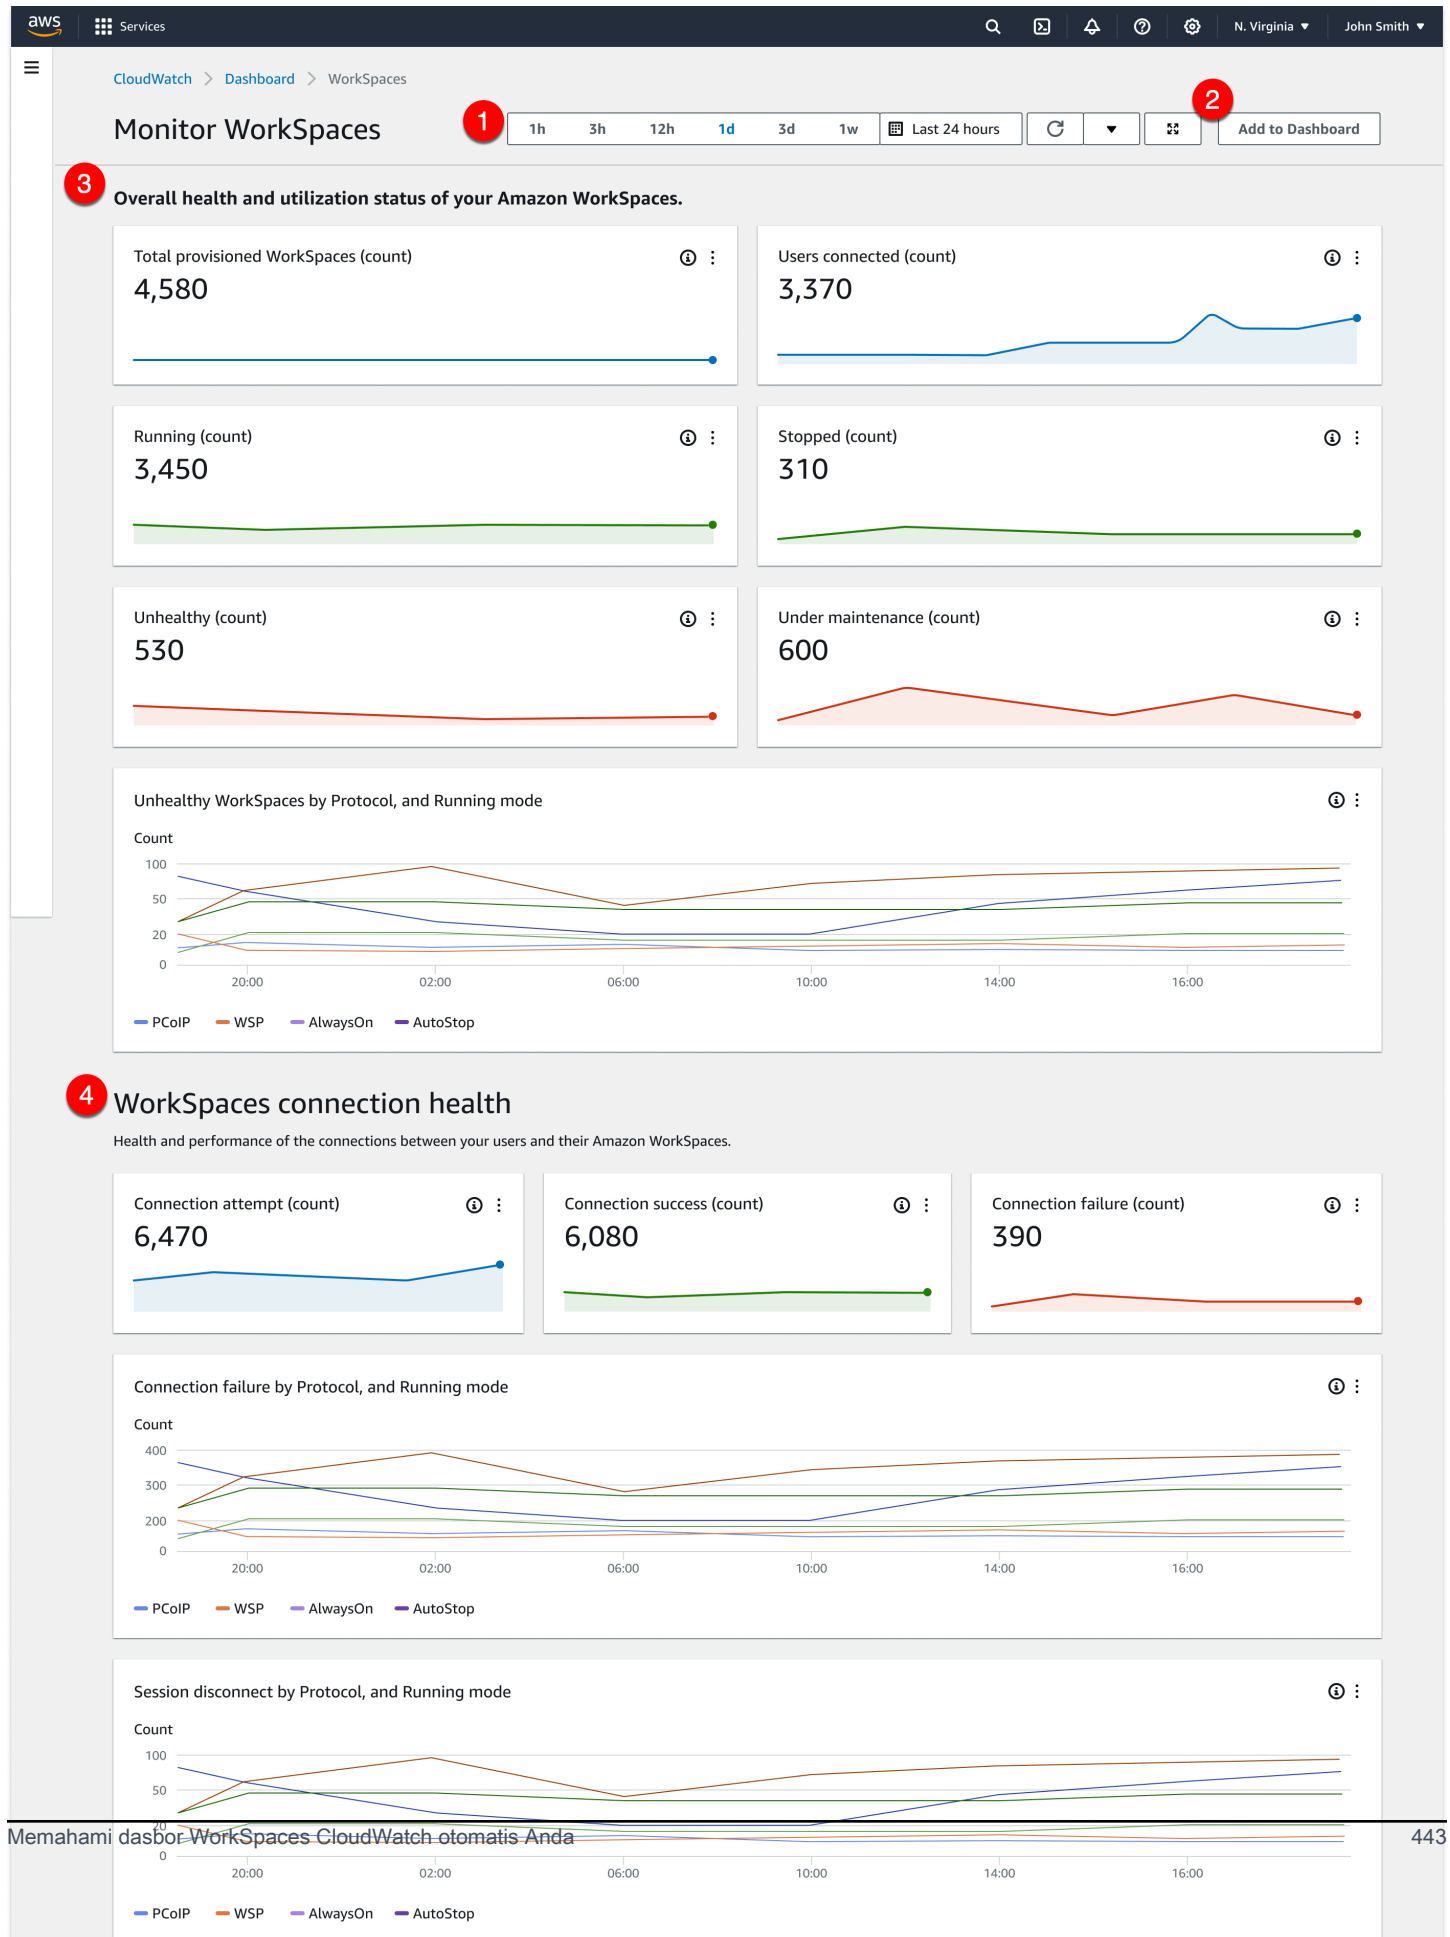 aws Services N. Virginia John Smith
CloudWatch Dashboard WorkSpaces
Monitor WorkSpaces
1 1h 3h 12h 1d 3d 1w Last 24 hours 2 Add to Dashboard
3 Overall health and utilization status of your Amazon WorkSpaces.
Total provisioned WorkSpaces (count)
4,580
Users connected (count)
3,370
Running (count)
3,450
Stopped (count)
310
Unhealthy (count)
530
Under maintenance (count)
600
Unhealthy WorkSpaces by Protocol, and Running mode
Count
100
50
20
0
20:00 02:00 06:00 10:00 14:00 16:00
PCoIP WSP AlwaysOn AutoStop
4 WorkSpaces connection health
Health and performance of the connections between your users and their Amazon WorkSpaces.
Connection attempt (count)
6,470
Connection success (count)
6,080
Connection failure (count)
390
Connection failure by Protocol, and Running mode
Count
400
300
200
0
20:00 02:00 06:00 10:00 14:00 16:00
PCoIP WSP AlwaysOn AutoStop
Session disconnect by Protocol, and Running mode
Count
100
50
20
Memahami dasbor WorkSpaces CloudWatch otomatis Anda 443
0
20:00 02:00 06:00 10:00 14:00 16:00
PCoIP WSP AlwaysOn AutoStop